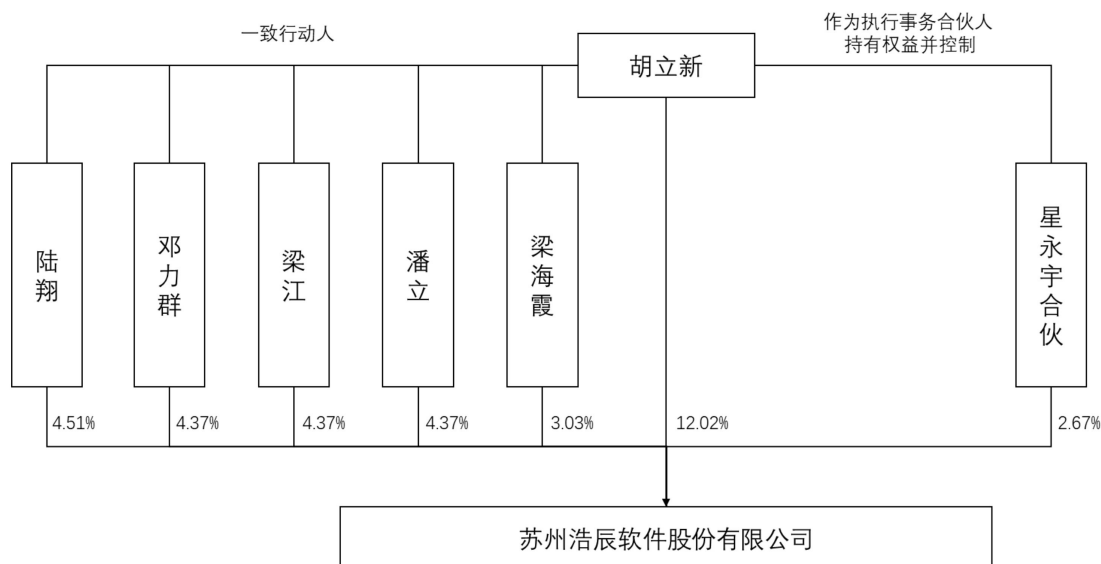 一致行动人
作为执行事务合伙人
持有权益并控制
胡立新
陆翔
邓力群
梁江
潘立
梁海霞
星永宇合伙
4.51%
4.37%
4.37%
4.37%
3.03%
12.02%
2.67%
苏州浩辰软件股份有限公司